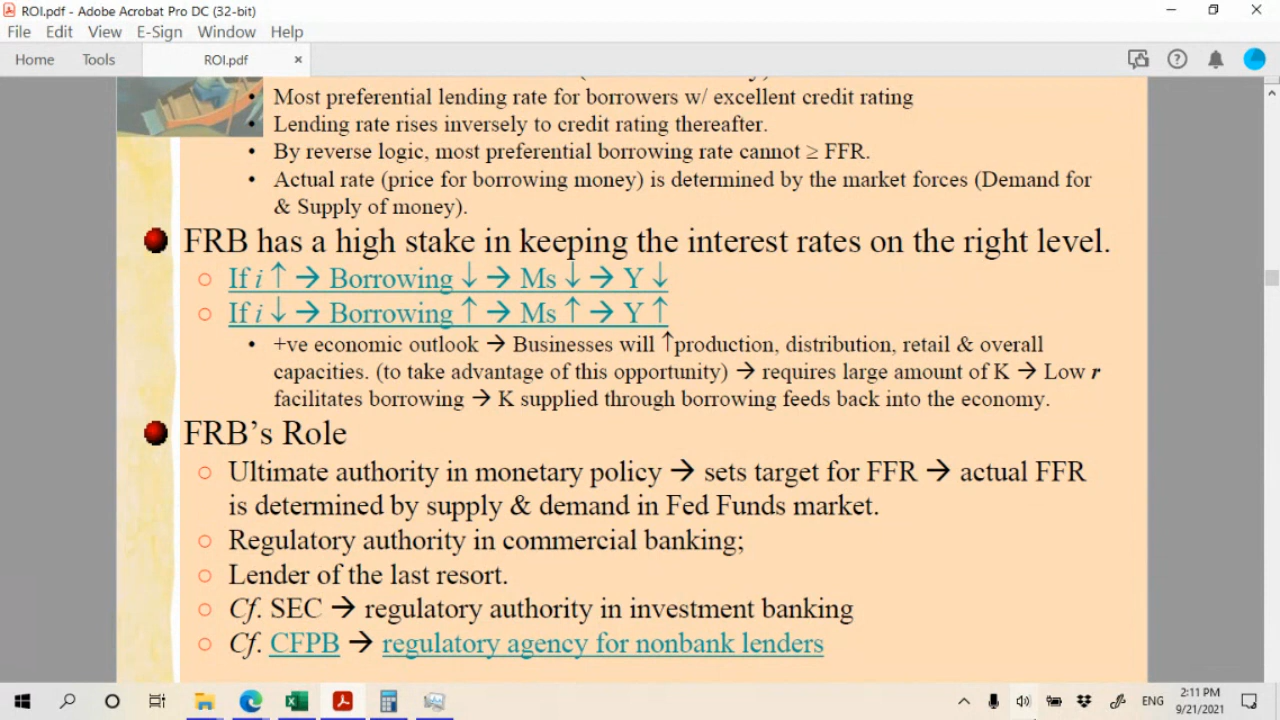 ROI.pdf - Adobe Acrobat Pro DC (32-bit)
File Edit View E-Sign Window Help
Home Tools ROI.pdf ×
• Most preferential lending rate for borrowers w/ excellent credit rating
• Lending rate rises inversely to credit rating thereafter.
• By reverse logic, most preferential borrowing rate cannot ≥ FFR.
• Actual rate (price for borrowing money) is determined by the market forces (Demand for
& Supply of money).
FRB has a high stake in keeping the interest rates on the right level.
○ If i ↑ → Borrowing ↓ → Ms ↓ → Y ↓
○ If i ↓ → Borrowing ↑ → Ms ↑ → Y ↑
• +ve economic outlook → Businesses will ↑production, distribution, retail & overall
capacities. (to take advantage of this opportunity) → requires large amount of K → Low r
facilitates borrowing → K supplied through borrowing feeds back into the economy.
FRB's Role
○ Ultimate authority in monetary policy → sets target for FFR → actual FFR
is determined by supply & demand in Fed Funds market.
○ Regulatory authority in commercial banking;
○ Lender of the last resort.
○ Cf. SEC → regulatory authority in investment banking
○ Cf. CFPB → regulatory agency for nonbank lenders
ENG
2:11 PM
9/21/2021